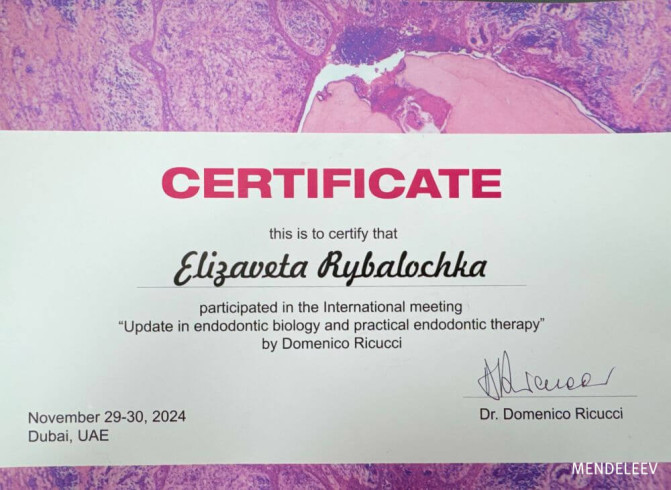 CERTIFICATE
this is to certify that
Elizaveta Rybalochka
participated in the International meeting
“Update in endodontic biology and practical endodontic therapy”
by Domenico Ricucci
Dr. Domenico Ricucci
November 29-30, 2024
Dubai, UAE
MENDELEEV